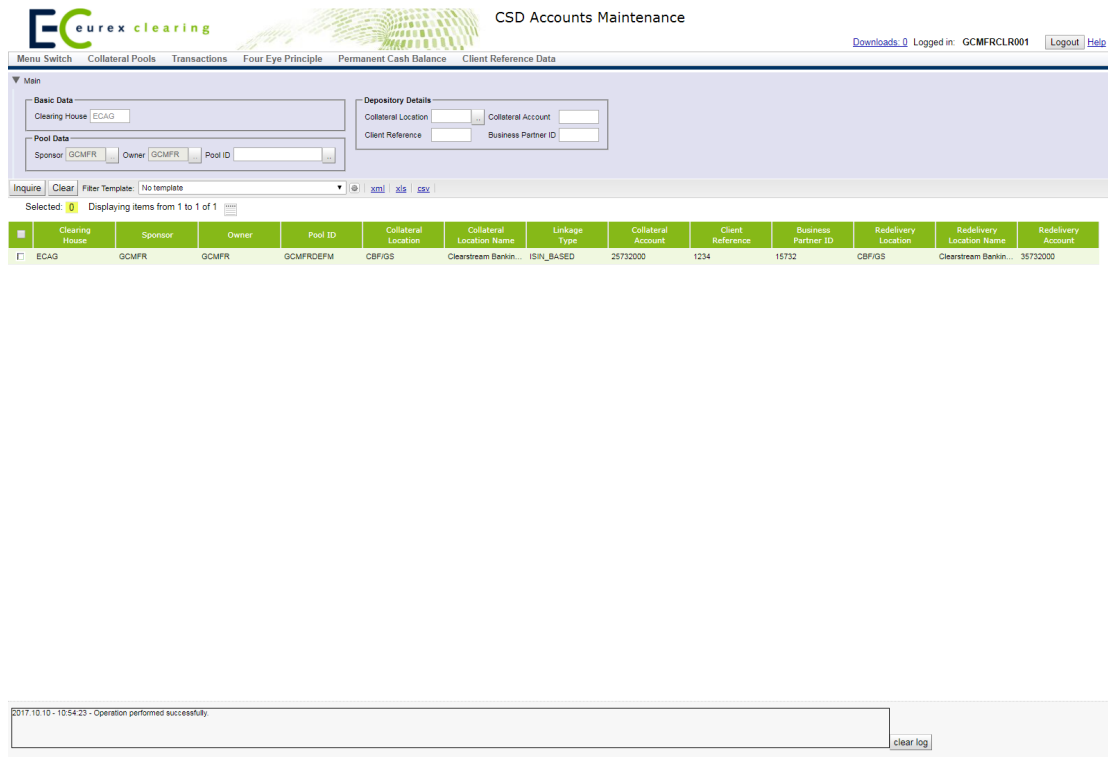 EC eurex clearing
CSD Accounts Maintenance
Downloads: 0 Logged in: GCMFRCLR001 Logout Help
Menu Switch Collateral Pools Transactions Four Eye Principle Permanent Cash Balance Client Reference Data
Main
Basic Data
Clearing House ECAG
Pool Data
Sponsor GCMFR ... Owner GCMFR ... Pool ID ...
Depository Details
Collateral Location ... Collateral Account
Client Reference Business Partner ID
Inquire Clear Filter Template: No template xml xls csv
Selected: 0 Displaying items from 1 to 1 of 1
Clearing House Sponsor Owner Pool ID Collateral Location Collateral Location Name Linkage Type Collateral Account Client Reference Business Partner ID Redelivery Location Redelivery Location Name Redelivery Account
ECAG GCMFR GCMFR GCMFRDEFM CBF/GS Clearstream Bankin... ISIN_BASED 25732000 1234 15732 CBF/GS Clearstream Bankin... 35732000
2017.10.10 - 10:54:23 - Operation performed successfully.
clear log